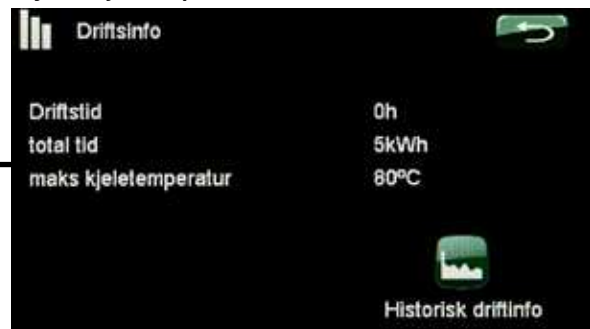 Driftsinfo
Driftstid 0h
total tid 5kWh
maks kjeletemperatur 80ºC
Historisk driftinfo